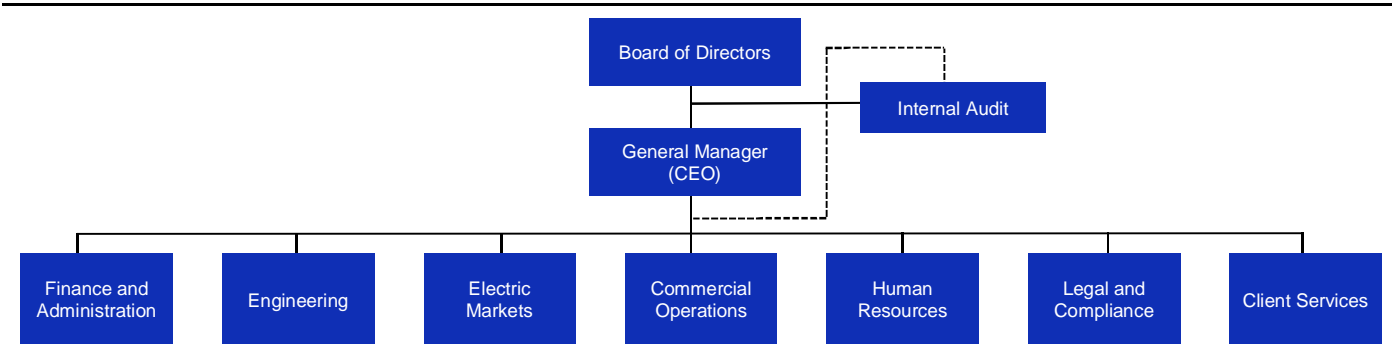 Board of Directors
Internal Audit
General Manager
(CEO)
Finance and
Administration
Engineering
Electric
Markets
Commercial
Operations
Human
Resources
Legal and
Compliance
Client Services